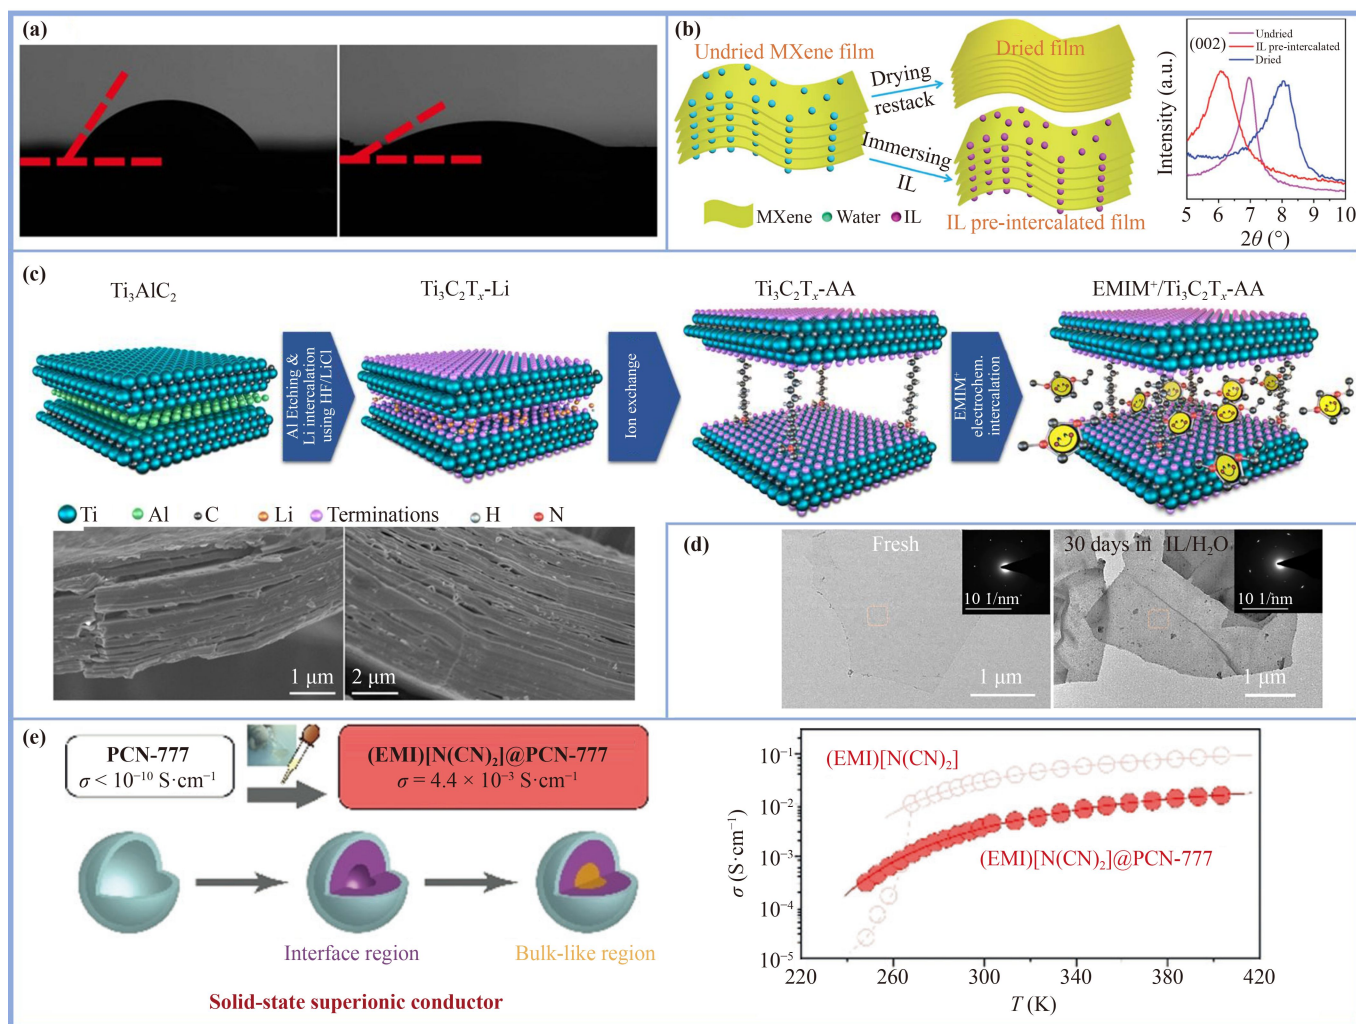 (a)
(b)
Undried MXene film
Drying
restack
Dried film
Immersing
IL
MXene
Water
IL
IL pre-intercalated film
(002)
Undried
IL pre-intercalated
Dried
Intensity (a.u.)
5 6 7 8 9 10
2θ (°)
(c)
Ti₃AlC₂
Ti₃C₂Tₓ-Li
Ti₃C₂Tₓ-AA
EMIM⁺/Ti₃C₂Tₓ-AA
Al Etching &
Li intercalation
using HF/LiCl
Ion exchange
EMIM⁺
electrochem.
intercalation
Ti Al C Li Terminations H N
1 μm
2 μm
(d)
Fresh
10 1/nm
1 μm
30 days in IL/H₂O
10 1/nm
1 μm
(e)
PCN-777
σ < 10⁻¹⁰ S·cm⁻¹
(EMI)[N(CN)₂]@PCN-777
σ = 4.4 × 10⁻³ S·cm⁻¹
Interface region
Bulk-like region
Solid-state superionic conductor
(EMI)[N(CN)₂]
(EMI)[N(CN)₂]@PCN-777
σ (S·cm⁻¹)
10⁻¹
10⁻²
10⁻³
10⁻⁴
10⁻⁵
220 260 300 340 380 420
T (K)